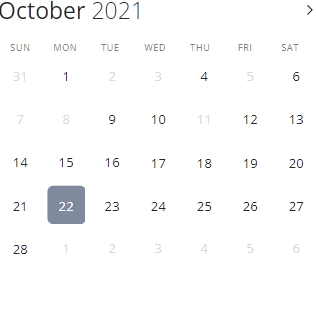 October 2021
SUN MON TUE WED THU FRI SAT
31 1 2 3 4 5 6
7 8 9 10 11 12 13
14 15 16 17 18 19 20
21 22 23 24 25 26 27
28 1 2 3 4 5 6